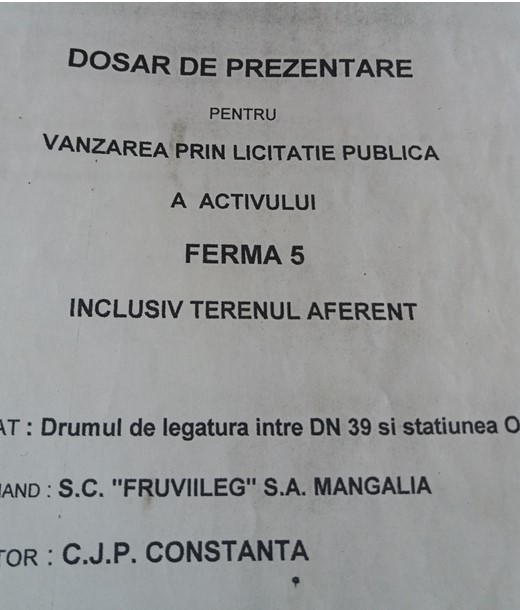 DOSAR DE PREZENTARE
PENTRU
VANZAREA PRIN LICITATIE PUBLICA
A ACTIVULUI
FERMA 5
INCLUSIV TERENUL AFERENT
AT : Drumul de legatura intre DN 39 si statiunea O
AND : S.C. "FRUVIILEG" S.A. MANGALIA
TOR : C.J.P. CONSTANTA